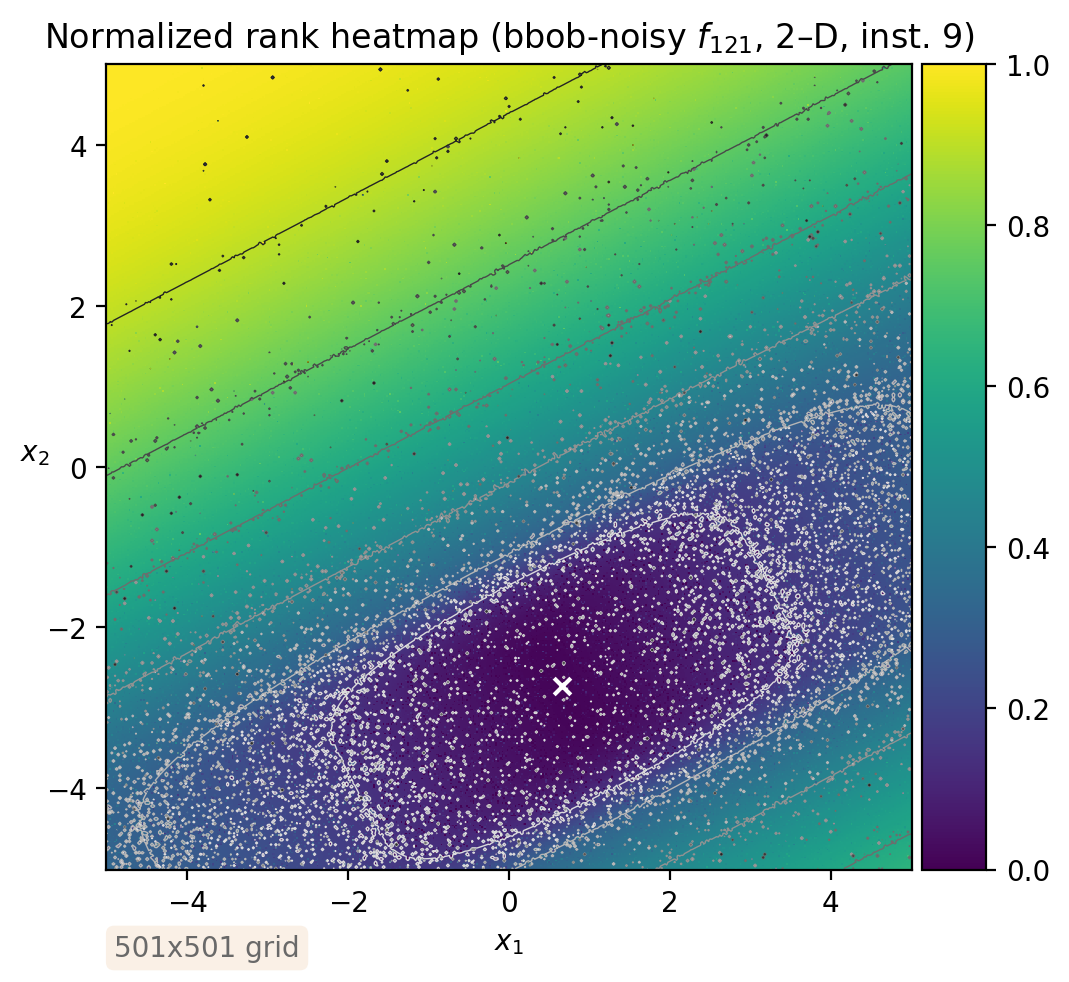 Normalized rank heatmap (bbob-noisy f₁₂₁, 2–D, inst. 9)
1.0
0.8
0.6
0.4
0.2
0.0
4
2
0
−2
−4
x₂
−4 −2 0 2 4
x₁
501x501 grid